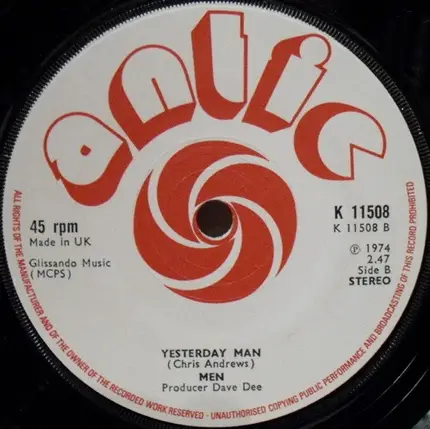 antic
45 rpm
Made in UK
Glissando Music
(MCPS)
K 11508
K 11508 B
℗ 1974
2.47
Side B
STEREO
YESTERDAY MAN
(Chris Andrews)
MEN
Producer Dave Dee
ALL RIGHTS OF THE MANUFACTURER AND OF THE OWNER OF THE RECORDED WORK RESERVED - UNAUTHORISED COPYING PUBLIC PERFORMANCE AND BROADCASTING OF THIS RECORD PROHIBITED